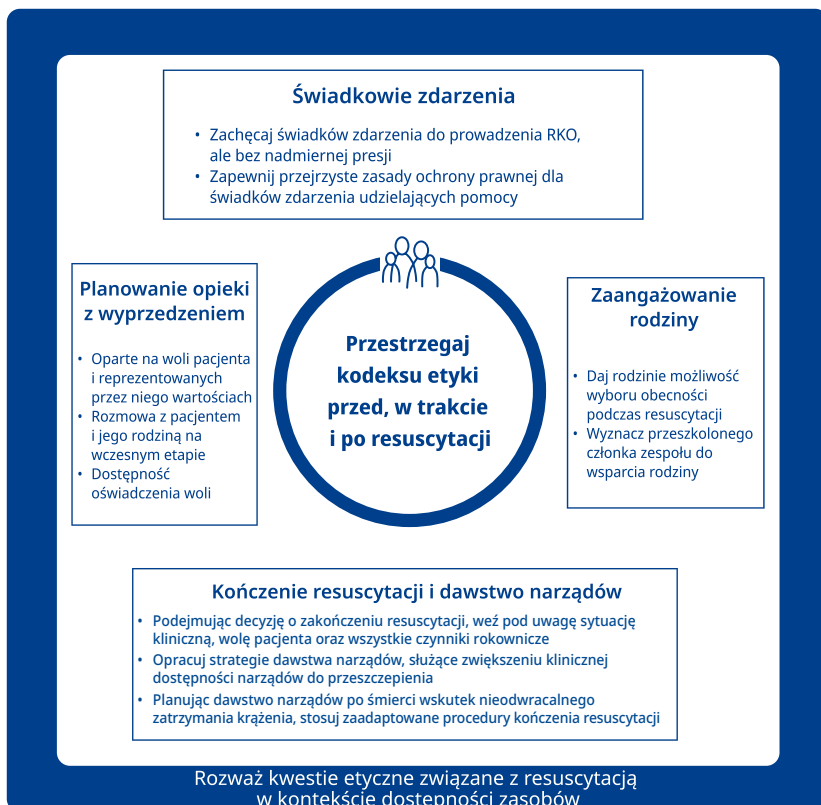 Świadkowie zdarzenia
• Zachęcaj świadków zdarzenia do prowadzenia RKO,
ale bez nadmiernej presji
• Zapewnij przejrzyste zasady ochrony prawnej dla
świadków zdarzenia udzielających pomocy
Planowanie opieki
z wyprzedzeniem
• Oparte na woli pacjenta
i reprezentowanych
przez niego wartościach
• Rozmowa z pacjentem
i jego rodziną na
wczesnym etapie
• Dostępność
oświadczenia woli
Przestrzegaj
kodeksu etyki
przed, w trakcie
i po resuscytacji
Zaangażowanie
rodziny
• Daj rodzinie możliwość
wyboru obecności
podczas resuscytacji
• Wyznacz przeszkolonego
członka zespołu do
wsparcia rodziny
Kończenie resuscytacji i dawstwo narządów
• Podejmując decyzję o zakończeniu resuscytacji, weź pod uwagę sytuację
kliniczną, wolę pacjenta oraz wszystkie czynniki rokownicze
• Opracuj strategie dawstwa narządów, służące zwiększeniu klinicznej
dostępności narządów do przeszczepienia
• Planując dawstwo narządów po śmierci wskutek nieodwracalnego
zatrzymania krążenia, stosuj zaadaptowane procedury kończenia resuscytacji
Rozważ kwestie etyczne związane z resuscytacją
w kontekście dostępności zasobów